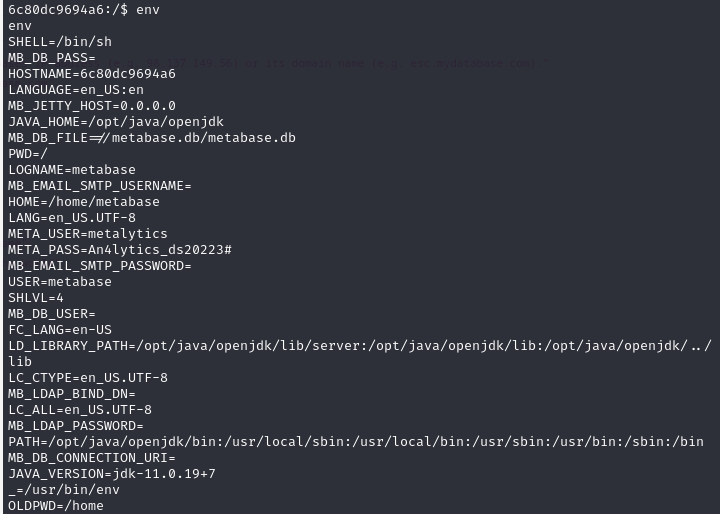 6c80dc9694a6:/$ env
env
SHELL=/bin/sh
MB_DB_PASS=
HOSTNAME=6c80dc9694a6
LANGUAGE=en_US:en
MB_JETTY_HOST=0.0.0.0
JAVA_HOME=/opt/java/openjdk
MB_DB_FILE=//metabase.db/metabase.db
PWD=/
LOGNAME=metabase
MB_EMAIL_SMTP_USERNAME=
HOME=/home/metabase
LANG=en_US.UTF-8
META_USER=metalytics
META_PASS=An4lytics_ds20223#
MB_EMAIL_SMTP_PASSWORD=
USER=metabase
SHLVL=4
MB_DB_USER=
FC_LANG=en-US
LD_LIBRARY_PATH=/opt/java/openjdk/lib/server:/opt/java/openjdk/lib:/opt/java/openjdk/../
lib
LC_CTYPE=en_US.UTF-8
MB_LDAP_BIND_DN=
LC_ALL=en_US.UTF-8
MB_LDAP_PASSWORD=
PATH=/opt/java/openjdk/bin:/usr/local/sbin:/usr/local/bin:/usr/sbin:/usr/bin:/sbin:/bin
MB_DB_CONNECTION_URI=
JAVA_VERSION=jdk-11.0.19+7
_=/usr/bin/env
OLDPWD=/home